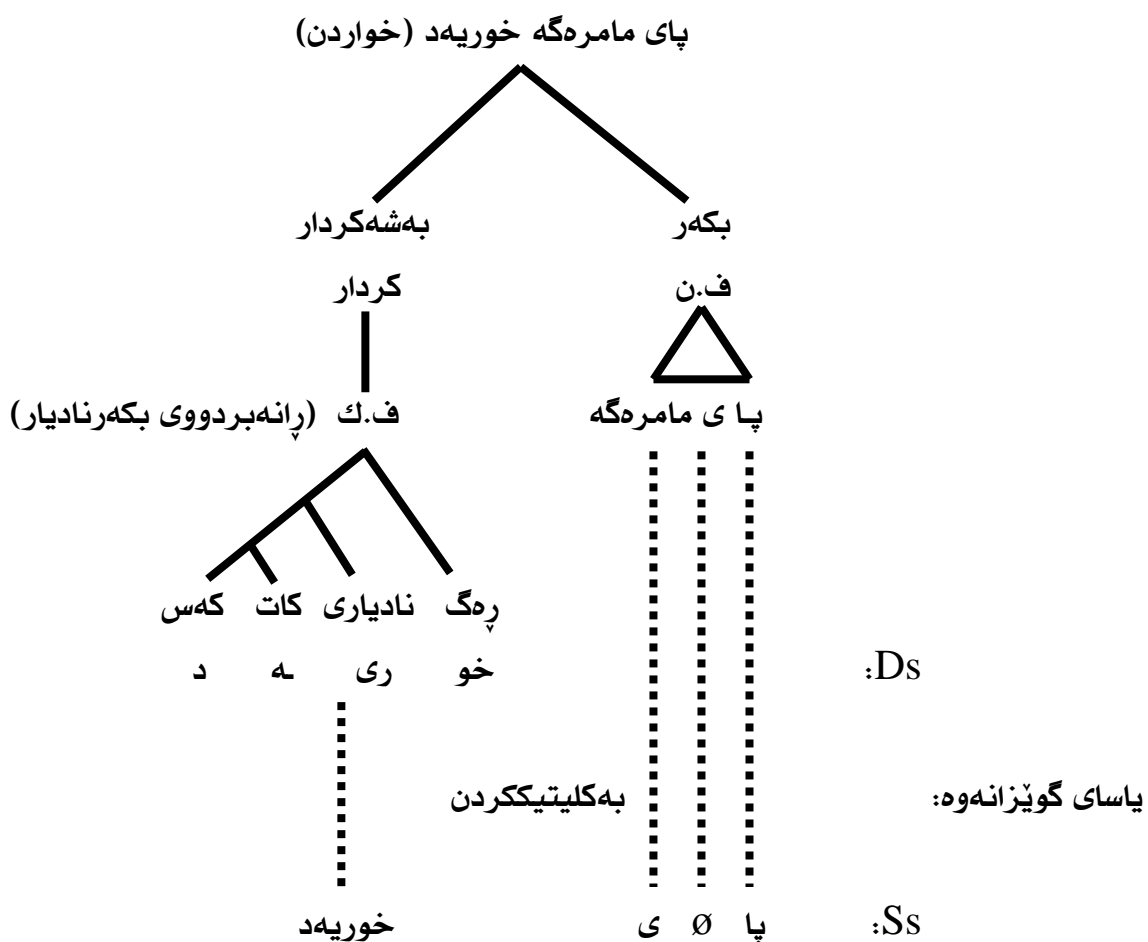 پای مامرەگە خوریەد (خواردن)
بکەر بەشەکردار
ف.ن کردار
پا ی مامرەگە ف.ك (ڕانەبردووی بکەرنادیار)
ڕەگ نادیاری کات کەس
Ds: خو ری ـە د
یاسای گوێزانەوە: بەکلیتیککردن
Ss: پا Ø ی خوریەد